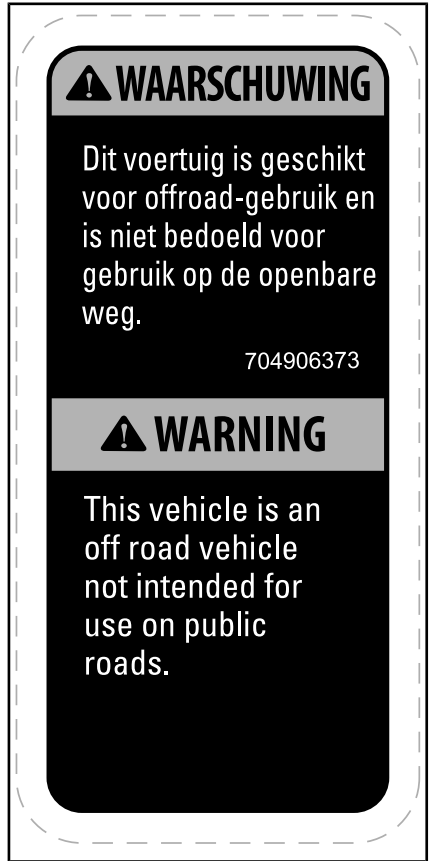 WAARSCHUWING
Dit voertuig is geschikt
voor offroad-gebruik en
is niet bedoeld voor
gebruik op de openbare
weg.
704906373
WARNING
This vehicle is an
off road vehicle
not intended for
use on public
roads.